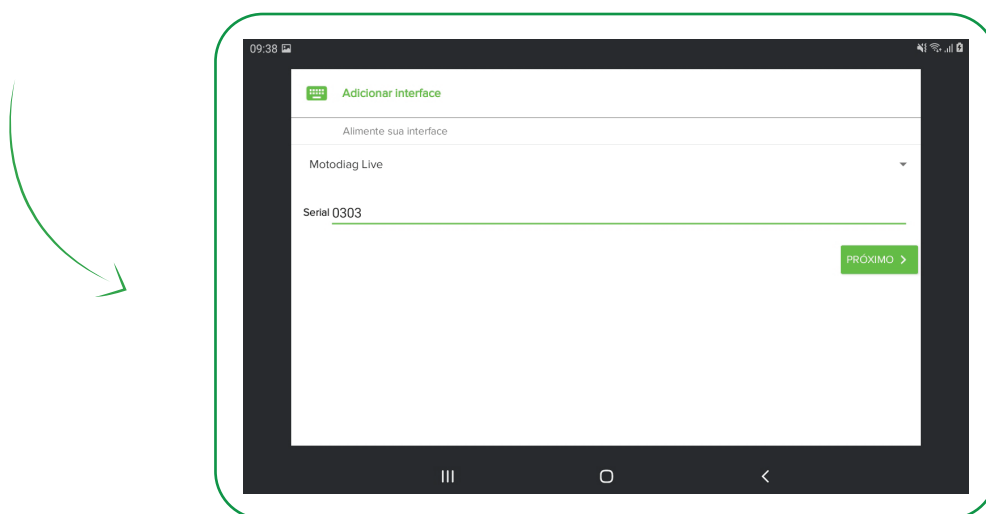 09:38
Adicionar interface
Alimente sua interface
Motodiag Live
Serial 0303
PRÓXIMO